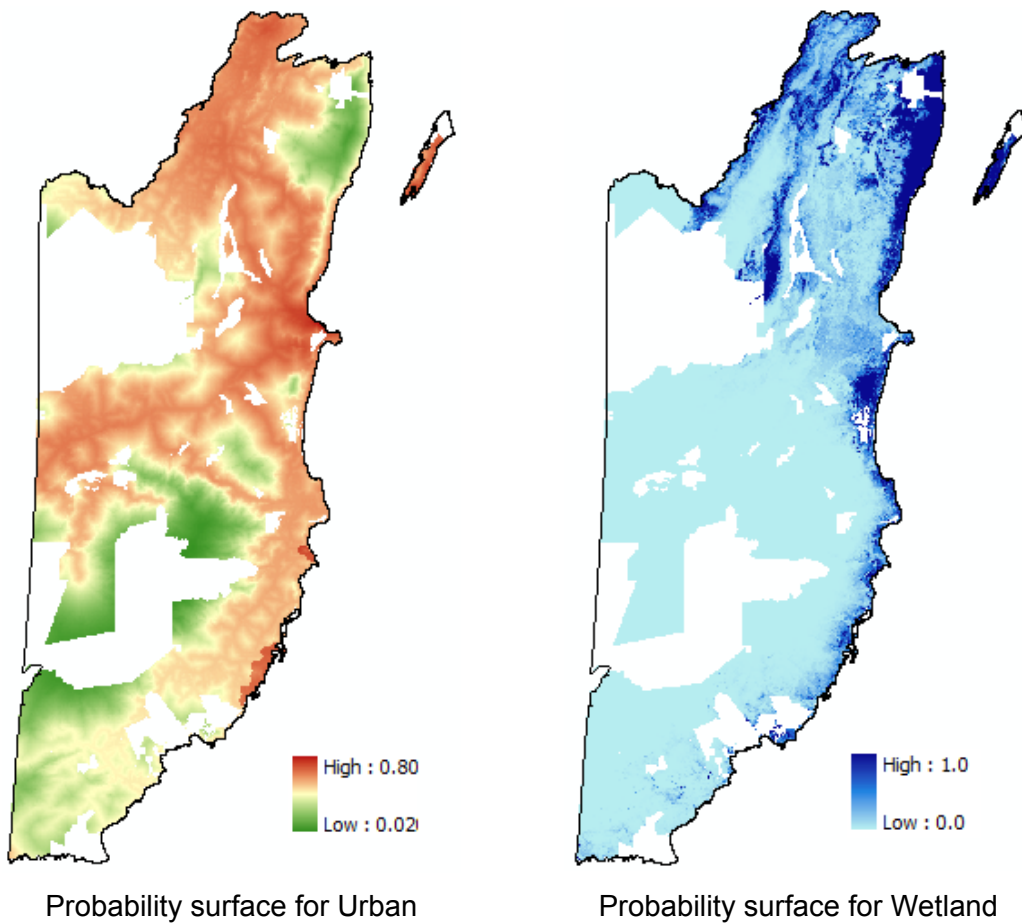 High : 0.80
Low : 0.02
High : 1.0
Low : 0.0
Probability surface for Urban
Probability surface for Wetland